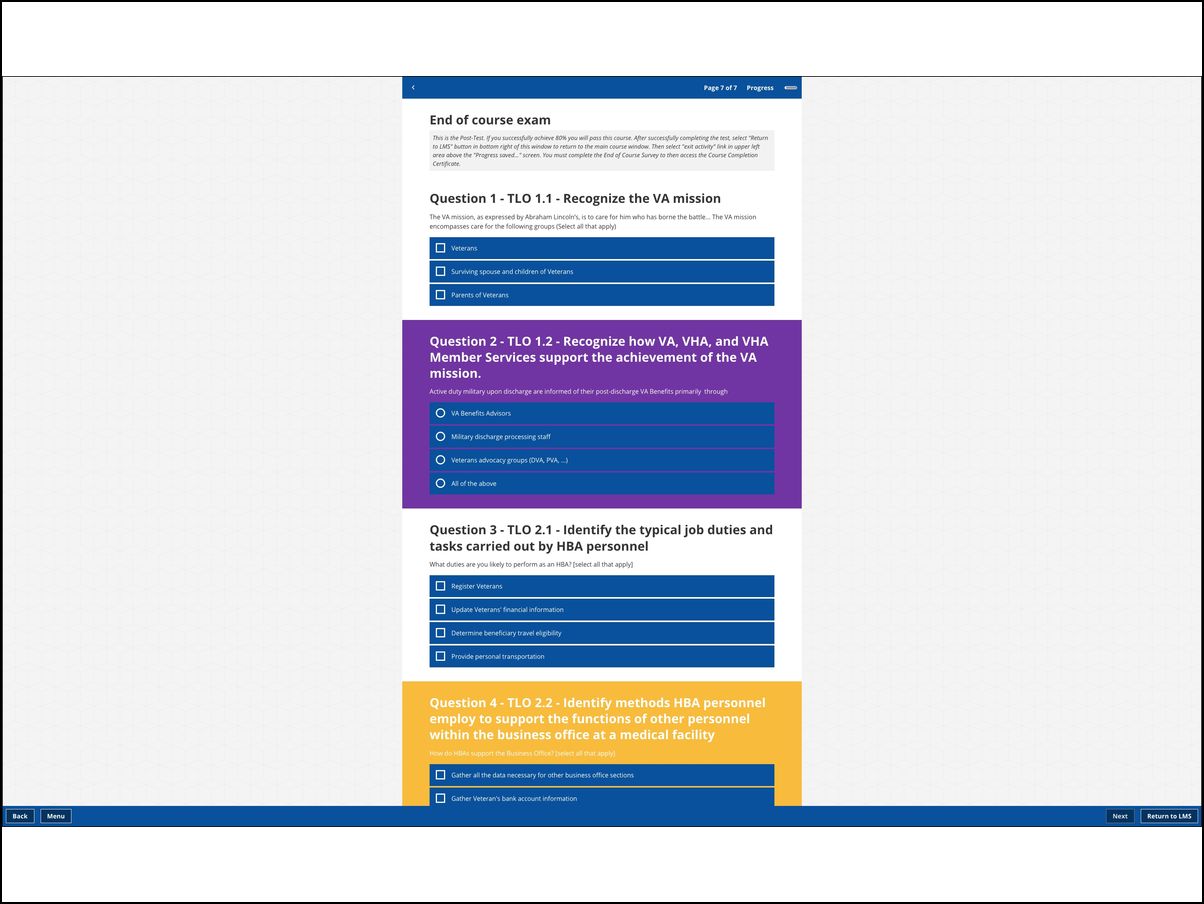 ‹
Page 7 of 7 Progress
End of course exam
This is the Post-Test. If you successfully achieve 80% you will pass this course. After successfully completing the test, select "Return
to LMS" button in bottom right of this window to return to the main course window. Then select "exit activity" link in upper left
area above the "Progress saved..." screen. You must complete the End of Course Survey to then access the Course Completion
Certificate.
Question 1 - TLO 1.1 - Recognize the VA mission
The VA mission, as expressed by Abraham Lincoln's, is to care for him who has borne the battle... The VA mission
encompasses care for the following groups (Select all that apply)
Veterans
Surviving spouse and children of Veterans
Parents of Veterans
Question 2 - TLO 1.2 - Recognize how VA, VHA, and VHA
Member Services support the achievement of the VA
mission.
Active duty military upon discharge are informed of their post-discharge VA Benefits primarily  through
VA Benefits Advisors
Military discharge processing staff
Veterans advocacy groups (DVA, PVA, ...)
All of the above
Question 3 - TLO 2.1 - Identify the typical job duties and
tasks carried out by HBA personnel
What duties are you likely to perform as an HBA? [select all that apply]
Register Veterans
Update Veterans' financial information
Determine beneficiary travel eligibility
Provide personal transportation
Question 4 - TLO 2.2 - Identify methods HBA personnel
employ to support the functions of other personnel
within the business office at a medical facility
How do HBAs support the Business Office? [select all that apply]
Gather all the data necessary for other business office sections
Gather Veteran's bank account information
Back Menu Next Return to LMS